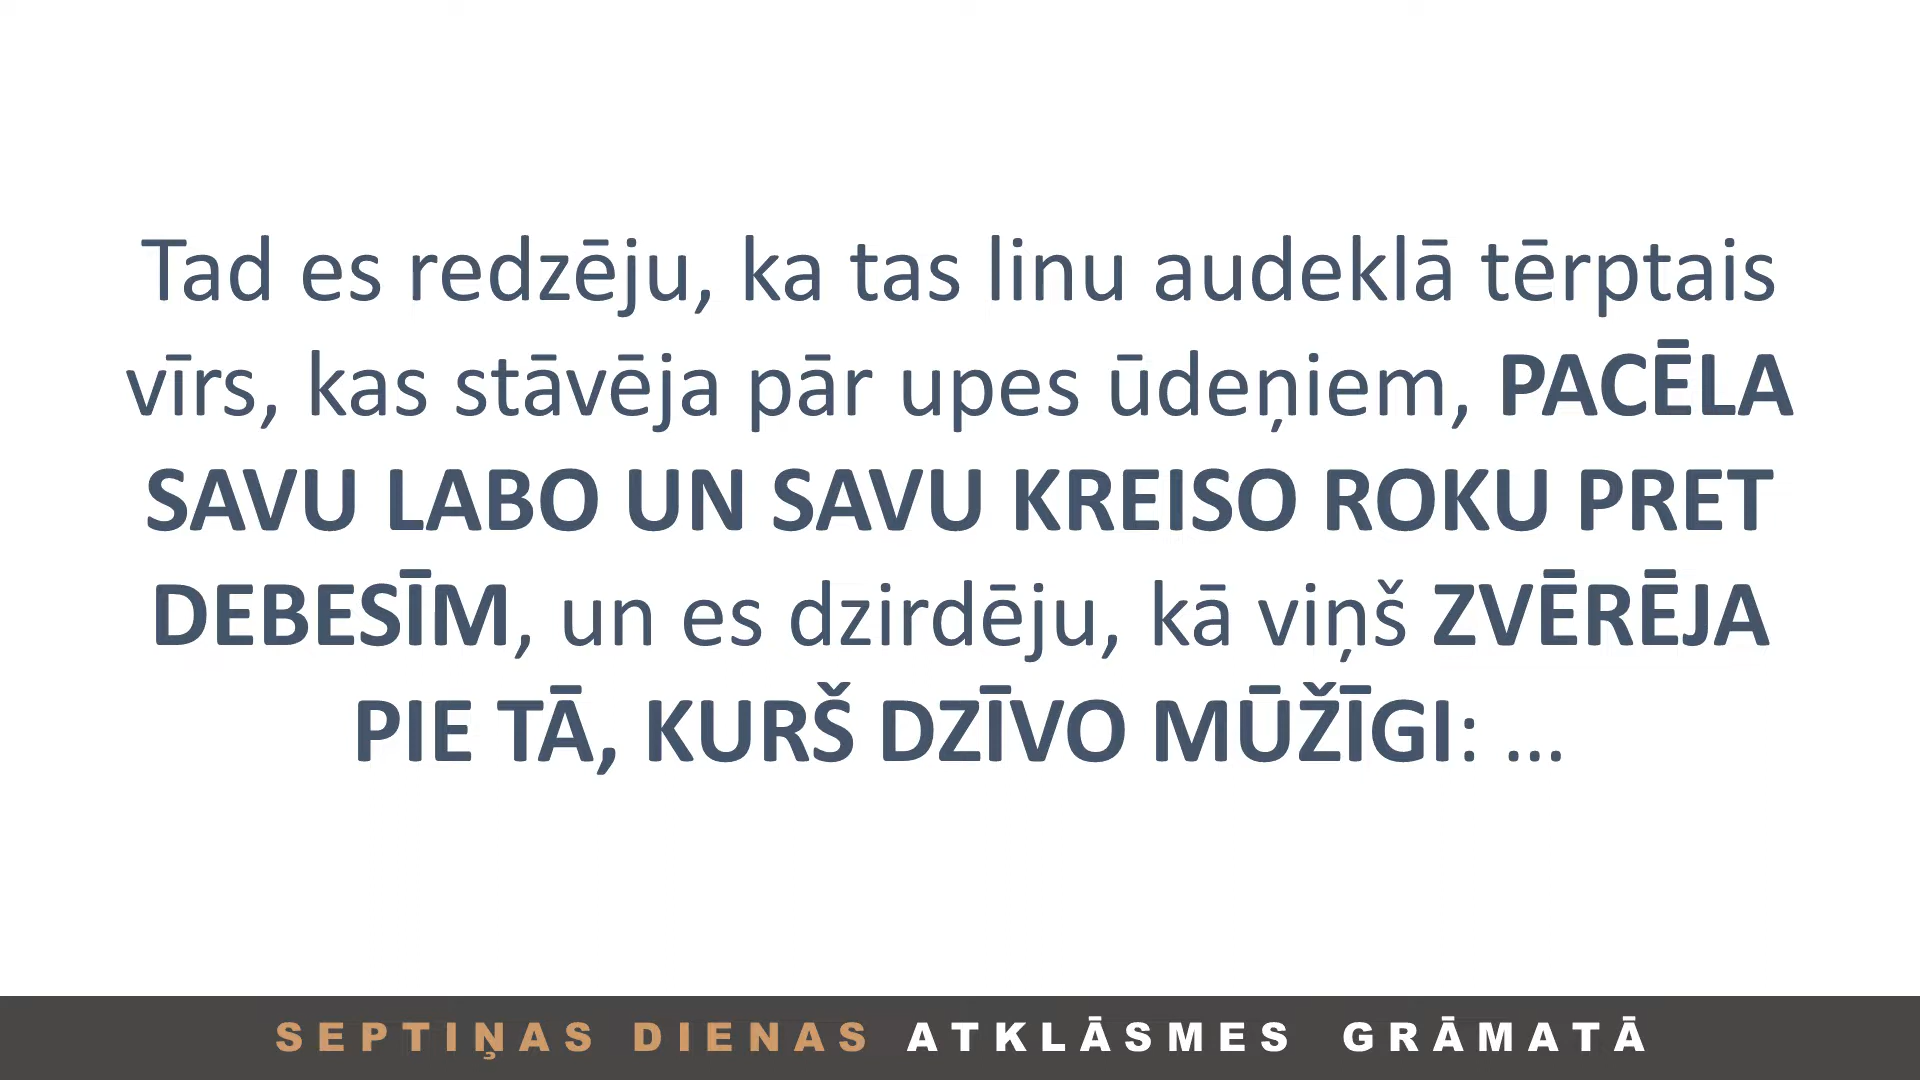 Tad es redzēju, ka tas linu audeklā tērptais
vīrs, kas stāvēja pār upes ūdeņiem, PACĒLA
SAVU LABO UN SAVU KREISO ROKU PRET
DEBESĪM, un es dzirdēju, kā viņš ZVĒRĒJA
PIE TĀ, KURŠ DZĪVO MŪŽĪGI: ...
SEPTIŅAS DIENAS ATKLĀSMES GRĀMATĀ